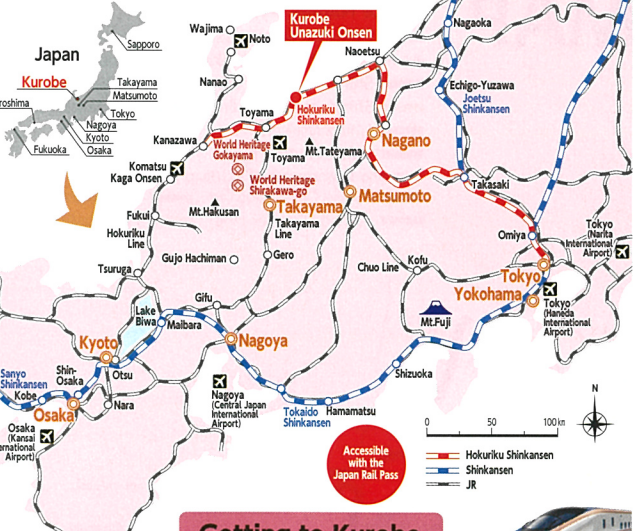 Japan
Kurobe
Sapporo
Takayama
Matsumoto
Tokyo
Nagoya
Kyoto
Osaka
roshima
Fukuoka
Wajima
Noto
Nanao
Kurobe
Unazuki Onsen
Naoetsu
Nagaoka
Echigo-Yuzawa
Joetsu
Shinkansen
Toyama
Hokuriku
Shinkansen
Kanazawa
World Heritage
Gokayama
Toyama
Mt.Tateyama
Nagano
Komatsu
Kaga Onsen
World Heritage
Shirakawa-go
Matsumoto
Takasaki
Fukui
Mt.Hakusan
Takayama
Hokuriku
Line
Takayama
Line
Omiya
Tokyo
(Narita
International
Airport)
Gujo Hachiman
Gero
Chuo Line
Kofu
Tsuruga
Tokyo
Yokohama
Tokyo
(Haneda
International
Airport)
Lake
Biwa
Gifu
Maibara
Mt.Fuji
Kyoto
Nagoya
Sanyo
Shinkansen
Shin-
Osaka
Otsu
Kobe
Shizuoka
Osaka
Nara
Nagoya
(Central Japan
International
Airport)
Tokaido
Shinkansen
Hamamatsu
Osaka
(Kansai
ernational
Airport)
Accessible
with the
Japan Rail Pass
N
0 50 100km
Hokuriku Shinkansen
Shinkansen
JR
Getting to Kurobe